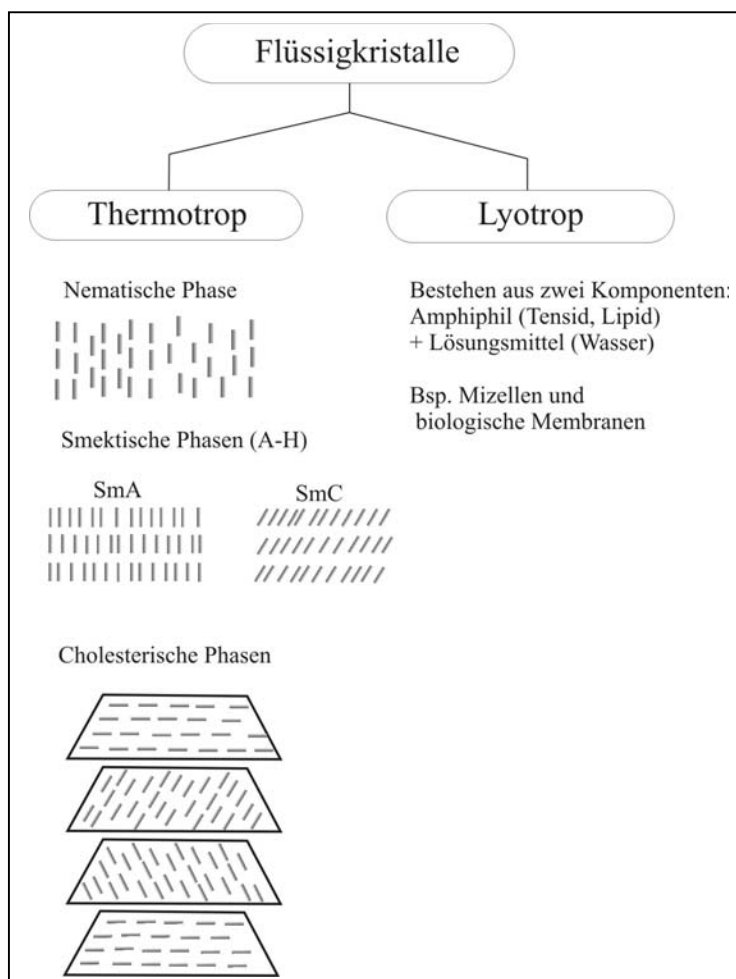 Flüssigkristalle
Thermotrop
Lyotrop
Nematische Phase
Smektische Phasen (A-H)
SmA
SmC
Cholesterische Phasen
Bestehen aus zwei Komponenten:
Amphiphil (Tensid, Lipid)
+ Lösungsmittel (Wasser)
Bsp. Mizellen und
biologische Membranen